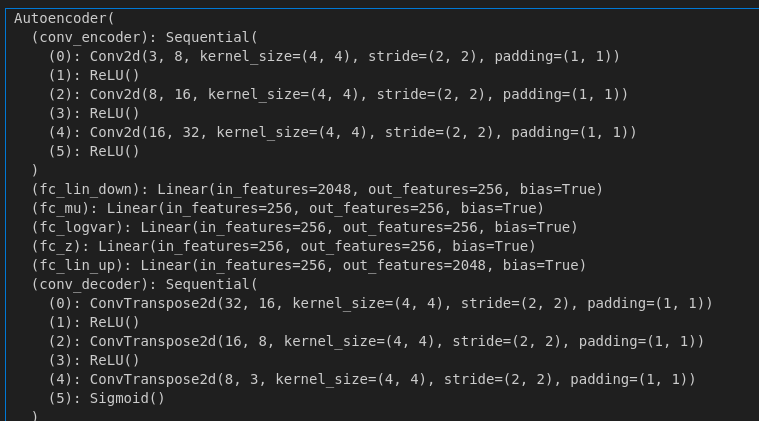 Autoencoder(
  (conv_encoder): Sequential(
    (0): Conv2d(3, 8, kernel_size=(4, 4), stride=(2, 2), padding=(1, 1))
    (1): ReLU()
    (2): Conv2d(8, 16, kernel_size=(4, 4), stride=(2, 2), padding=(1, 1))
    (3): ReLU()
    (4): Conv2d(16, 32, kernel_size=(4, 4), stride=(2, 2), padding=(1, 1))
    (5): ReLU()
  )
  (fc_lin_down): Linear(in_features=2048, out_features=256, bias=True)
  (fc_mu): Linear(in_features=256, out_features=256, bias=True)
  (fc_logvar): Linear(in_features=256, out_features=256, bias=True)
  (fc_z): Linear(in_features=256, out_features=256, bias=True)
  (fc_lin_up): Linear(in_features=256, out_features=2048, bias=True)
  (conv_decoder): Sequential(
    (0): ConvTranspose2d(32, 16, kernel_size=(4, 4), stride=(2, 2), padding=(1, 1))
    (1): ReLU()
    (2): ConvTranspose2d(16, 8, kernel_size=(4, 4), stride=(2, 2), padding=(1, 1))
    (3): ReLU()
    (4): ConvTranspose2d(8, 3, kernel_size=(4, 4), stride=(2, 2), padding=(1, 1))
    (5): Sigmoid()
  )